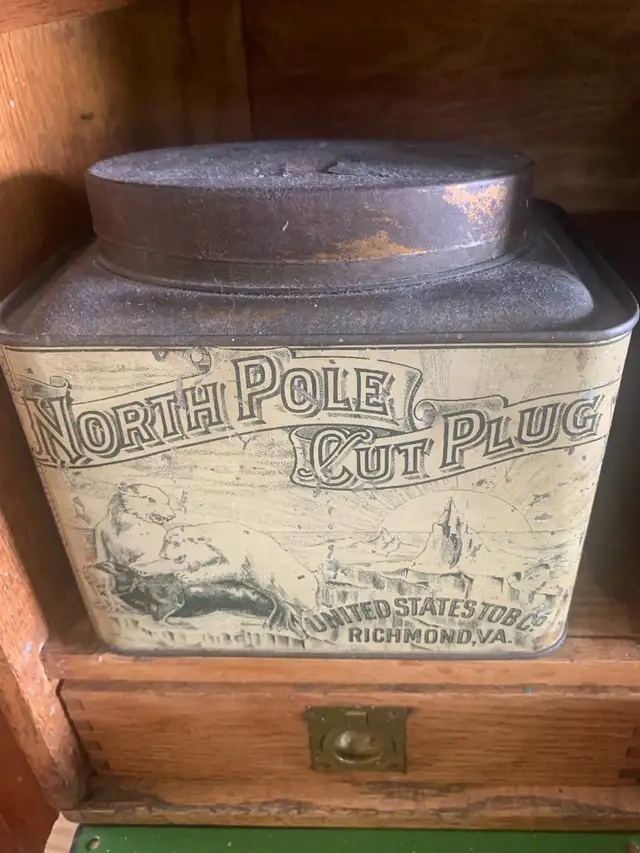 NORTH POLE
CUT PLUG
UNITED STATES TOB CO
RICHMOND, VA.